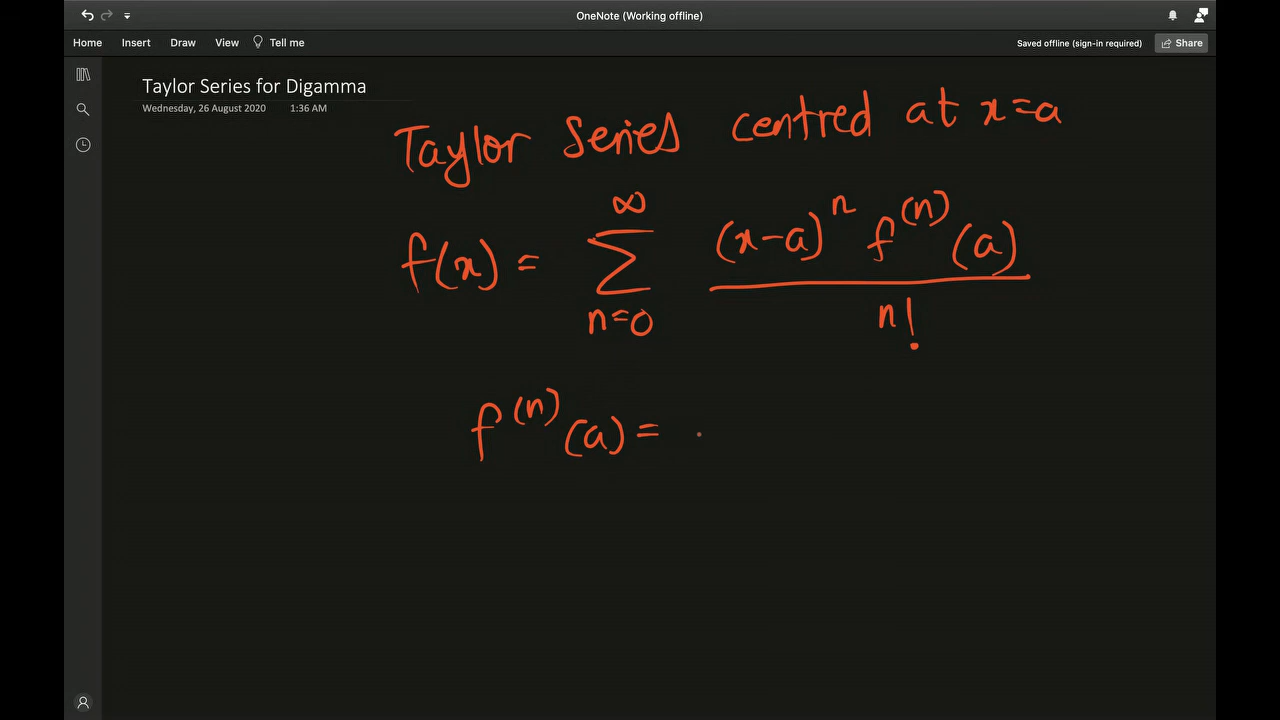 OneNote (Working offline)
Home Insert Draw View Tell me
Saved offline (sign-in required) Share
Taylor Series for Digamma
Wednesday, 26 August 2020 1:36 AM
Taylor Series centred at x=a
f(x) = ∑_{n=0}^{∞} \frac{(x-a)^n f^{(n)}(a)}{n!}
f^{(n)}(a) =